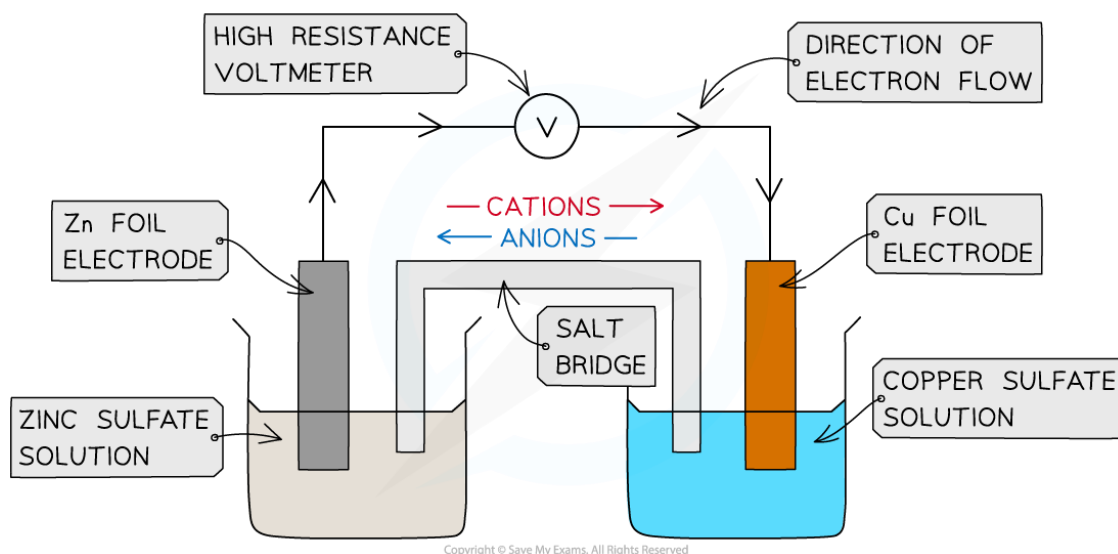 HIGH RESISTANCE
VOLTMETER
DIRECTION OF
ELECTRON FLOW
V
CATIONS
ANIONS
Zn FOIL
ELECTRODE
Cu FOIL
ELECTRODE
SALT
BRIDGE
ZINC SULFATE
SOLUTION
COPPER SULFATE
SOLUTION
Copyright © Save My Exams. All Rights Reserved